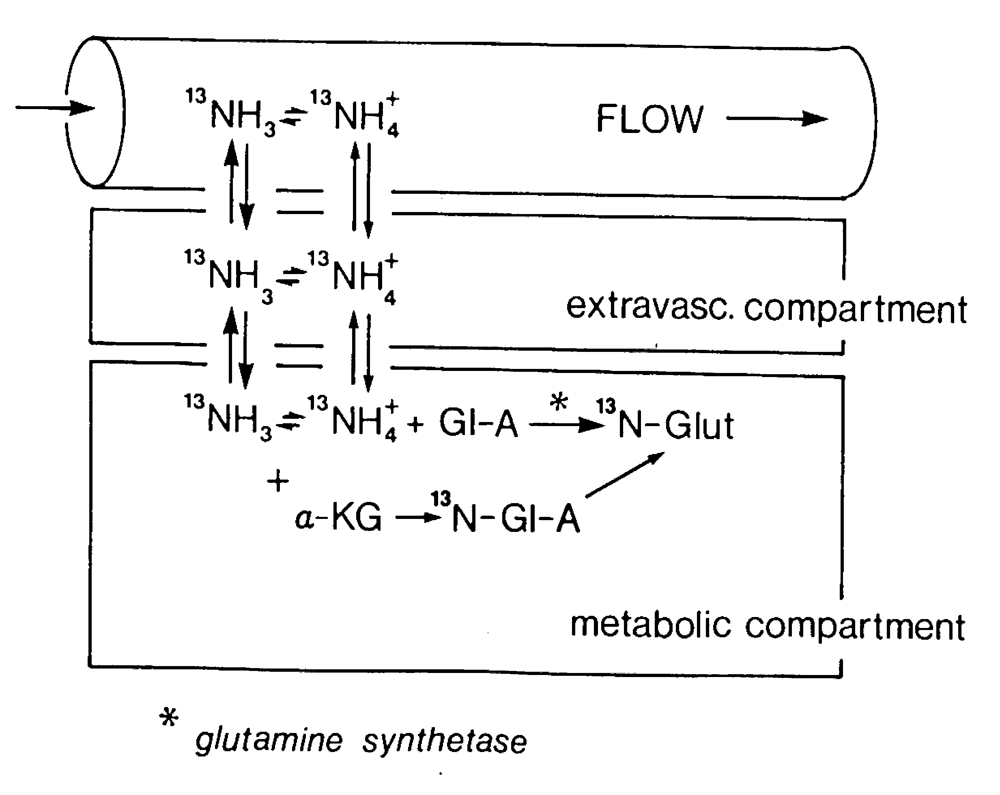 ¹³NH₃ ⇌ ¹³NH₄⁺ FLOW
¹³NH₃ ⇌ ¹³NH₄⁺
extravasc. compartment
¹³NH₃ ⇌ ¹³NH₄⁺ + Gl-A * → ¹³N-Glut
+
α-KG → ¹³N-Gl-A
metabolic compartment
* glutamine synthetase